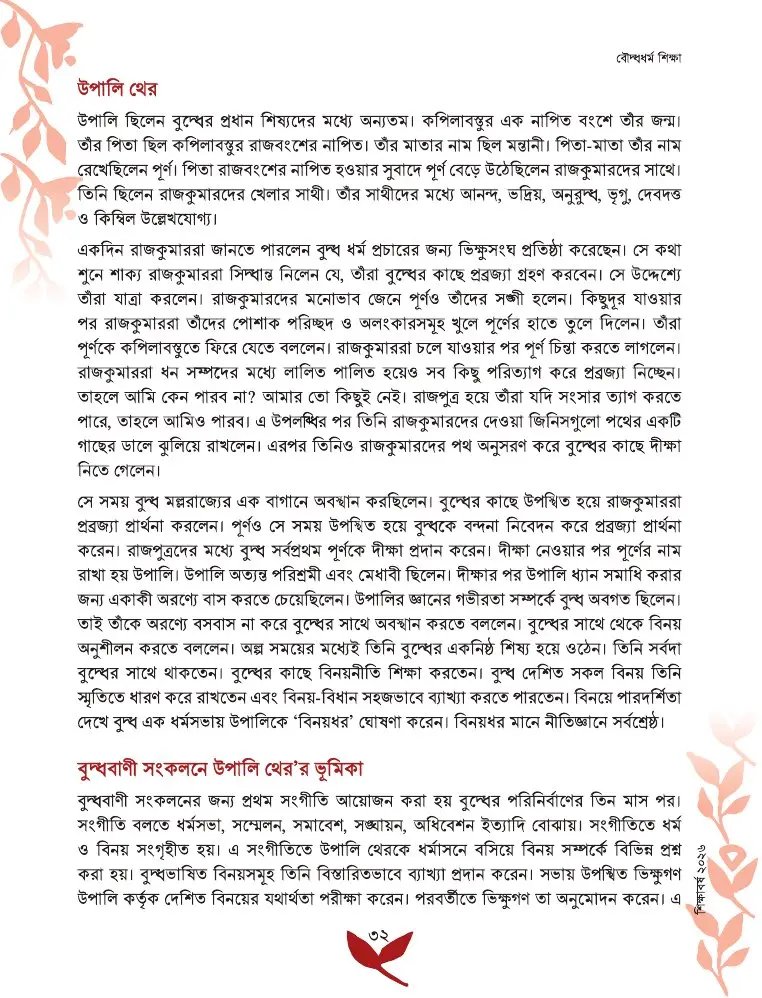 বৌদ্ধধর্ম শিক্ষা
উপালি থের
উপালি ছিলেন বুদ্ধের প্রধান শিষ্যদের মধ্যে অন্যতম। কপিলাবস্তুর এক নাপিত বংশে তাঁর জন্ম।
তাঁর পিতা ছিল কপিলাবস্তুর রাজবংশের নাপিত। তাঁর মাতার নাম ছিল মন্তানী। পিতা-মাতা তাঁর নাম
রেখেছিলেন পূর্ণ। পিতা রাজবংশের নাপিত হওয়ার সুবাদে পূর্ণ বেড়ে উঠেছিলেন রাজকুমারদের সাথে।
তিনি ছিলেন রাজকুমারদের খেলার সাথী। তাঁর সাথীদের মধ্যে আনন্দ, ভদ্রিয়, অনুরুদ্ধ, ভৃগু, দেবদত্ত
ও কিম্বিল উল্লেখযোগ্য।
একদিন রাজকুমাররা জানতে পারলেন বুদ্ধ ধর্ম প্রচারের জন্য ভিক্ষুসংঘ প্রতিষ্ঠা করেছেন। সে কথা
শুনে শাক্য রাজকুমাররা সিদ্ধান্ত নিলেন যে, তাঁরা বুদ্ধের কাছে প্রব্রজ্যা গ্রহণ করবেন। সে উদ্দেশ্যে
তাঁরা যাত্রা করলেন। রাজকুমারদের মনোভাব জেনে পূর্ণও তাঁদের সঙ্গী হলেন। কিছুদূর যাওয়ার
পর রাজকুমাররা তাঁদের পোশাক পরিচ্ছদ ও অলংকারসমূহ খুলে পূর্ণের হাতে তুলে দিলেন। তাঁরা
পূর্ণকে কপিলাবস্তুতে ফিরে যেতে বললেন। রাজকুমাররা চলে যাওয়ার পর পূর্ণ চিন্তা করতে লাগলেন।
রাজকুমাররা ধন সম্পদের মধ্যে লালিত পালিত হয়েও সব কিছু পরিত্যাগ করে প্রব্রজ্যা নিচ্ছেন।
তাহলে আমি কেন পারব না? আমার তো কিছুই নেই। রাজপুত্র হয়ে তাঁরা যদি সংসার ত্যাগ করতে
পারে, তাহলে আমিও পারব। এ উপলব্ধির পর তিনি রাজকুমারদের দেওয়া জিনিসগুলো পথের একটি
গাছের ডালে ঝুলিয়ে রাখলেন। এরপর তিনিও রাজকুমারদের পথ অনুসরণ করে বুদ্ধের কাছে দীক্ষা
নিতে গেলেন।
সে সময় বুদ্ধ মল্লরাজ্যের এক বাগানে অবস্থান করছিলেন। বুদ্ধের কাছে উপস্থিত হয়ে রাজকুমাররা
প্রব্রজ্যা প্রার্থনা করলেন। পূর্ণও সে সময় উপস্থিত হয়ে বুদ্ধকে বন্দনা নিবেদন করে প্রব্রজ্যা প্রার্থনা
করেন। রাজপুত্রদের মধ্যে বুদ্ধ সর্বপ্রথম পূর্ণকে দীক্ষা প্রদান করেন। দীক্ষা নেওয়ার পর পূর্ণের নাম
রাখা হয় উপালি। উপালি অত্যন্ত পরিশ্রমী এবং মেধাবী ছিলেন। দীক্ষার পর উপালি ধ্যান সমাধি করার
জন্য একাকী অরণ্যে বাস করতে চেয়েছিলেন। উপালির জ্ঞানের গভীরতা সম্পর্কে বুদ্ধ অবগত ছিলেন।
তাই তাঁকে অরণ্যে বসবাস না করে বুদ্ধের সাথে অবস্থান করতে বললেন। বুদ্ধের সাথে থেকে বিনয়
অনুশীলন করতে বললেন। অল্প সময়ের মধ্যেই তিনি বুদ্ধের একনিষ্ঠ শিষ্য হয়ে ওঠেন। তিনি সর্বদা
বুদ্ধের সাথে থাকতেন। বুদ্ধের কাছে বিনয়নীতি শিক্ষা করতেন। বুদ্ধ দেশিত সকল বিনয় তিনি
স্মৃতিতে ধারণ করে রাখতেন এবং বিনয়-বিধান সহজভাবে ব্যাখ্যা করতে পারতেন। বিনয়ে পারদর্শিতা
দেখে বুদ্ধ এক ধর্মসভায় উপালিকে ‘বিনয়ধর’ ঘোষণা করেন। বিনয়ধর মানে নীতিজ্ঞানে সর্বশ্রেষ্ঠ।
বুদ্ধবাণী সংকলনে উপালি থের’র ভূমিকা
বুদ্ধবাণী সংকলনের জন্য প্রথম সংগীতি আয়োজন করা হয় বুদ্ধের পরিনির্বাণের তিন মাস পর।
সংগীতি বলতে ধর্মসভা, সম্মেলন, সমাবেশ, সঙ্ঘায়ন, অধিবেশন ইত্যাদি বোঝায়। সংগীতিতে ধর্ম
ও বিনয় সংগৃহীত হয়। এ সংগীতিতে উপালি থেরকে ধর্মাসনে বসিয়ে বিনয় সম্পর্কে বিভিন্ন প্রশ্ন
করা হয়। বুদ্ধভাষিত বিনয়সমূহ তিনি বিস্তারিতভাবে ব্যাখ্যা প্রদান করেন। সভায় উপস্থিত ভিক্ষুগণ
উপালি কর্তৃক দেশিত বিনয়ের যথার্থতা পরীক্ষা করেন। পরবর্তীতে ভিক্ষুগণ তা অনুমোদন করেন। এ
শিক্ষাবর্ষ ২০২৬
৩২